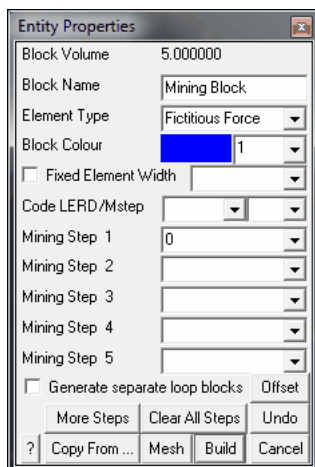 Entity Properties
Block Volume 5.000000
Block Name Mining Block
Element Type Fictitious Force
Block Colour 1
Fixed Element Width
Code LERD/Mstep
Mining Step 1 0
Mining Step 2
Mining Step 3
Mining Step 4
Mining Step 5
Generate separate loop blocks Offset
More Steps Clear All Steps Undo
? Copy From ... Mesh Build Cancel